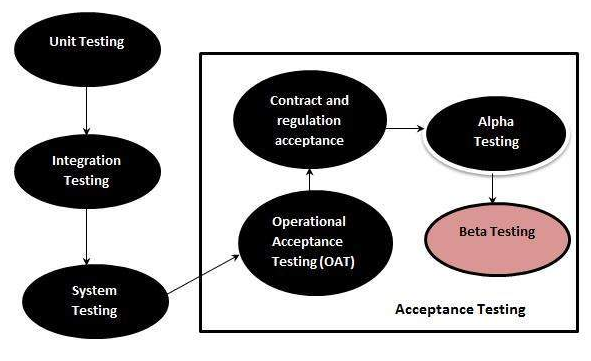 Unit Testing
Integration
Testing
System
Testing
Operational
Acceptance
Testing (OAT)
Contract and
regulation
acceptance
Alpha
Testing
Beta Testing
Acceptance Testing